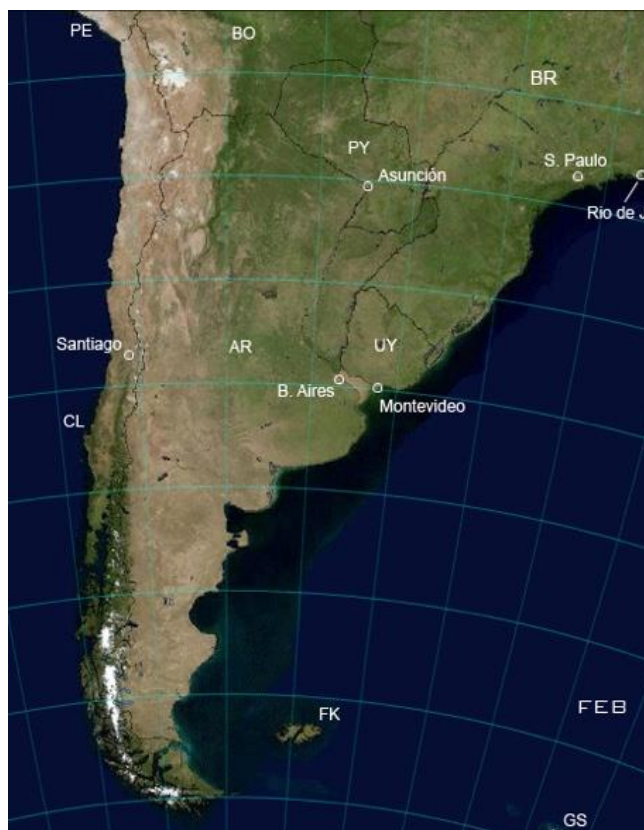 PE
BO
BR
PY
S. Paulo
Asunción
Rio de J
Santiago
AR
UY
B. Aires
Montevideo
CL
FK
FEB
GS